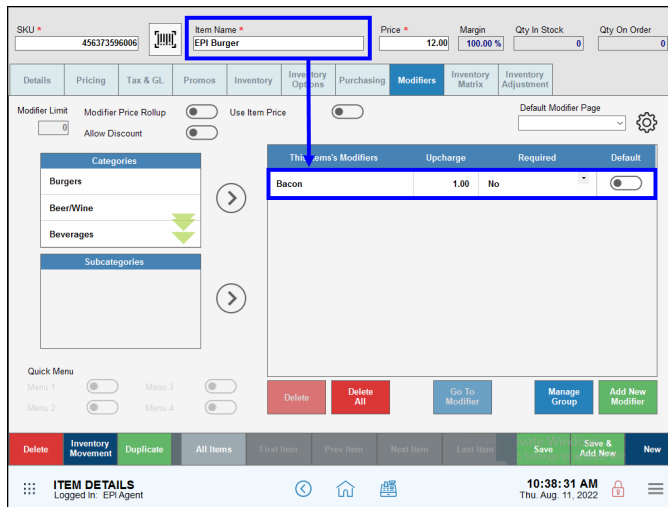 SKU *
Item Name *
Price *
Margin
Qty In Stock
Qty On Order
456373596006
EPI Burger
12.00
100.00 %
0
0
Details
Pricing
Tax & GL
Promos
Inventory
Inventory Options
Purchasing
Modifiers
Inventory Matrix
Inventory Adjustment
Modifier Limit
Modifier Price Rollup
Use Item Price
Default Modifier Page
0
Allow Discount
Categories
Burgers
Beer/Wine
Beverages
Subcategories
This Items's Modifiers
Upcharge
Required
Default
Bacon
1.00
No
Quick Menu
Menu 1
Menu 3
Menu 2
Menu 4
Delete
Delete All
Go To Modifier
Manage Group
Add New Modifier
Delete
Inventory Movement
Duplicate
All Items
First Item
Prev Item
Next Item
Last Item
Save
Save & Add New
New
ITEM DETAILS
Logged In: EPI Agent
10:38:31 AM
Thu. Aug. 11, 2022